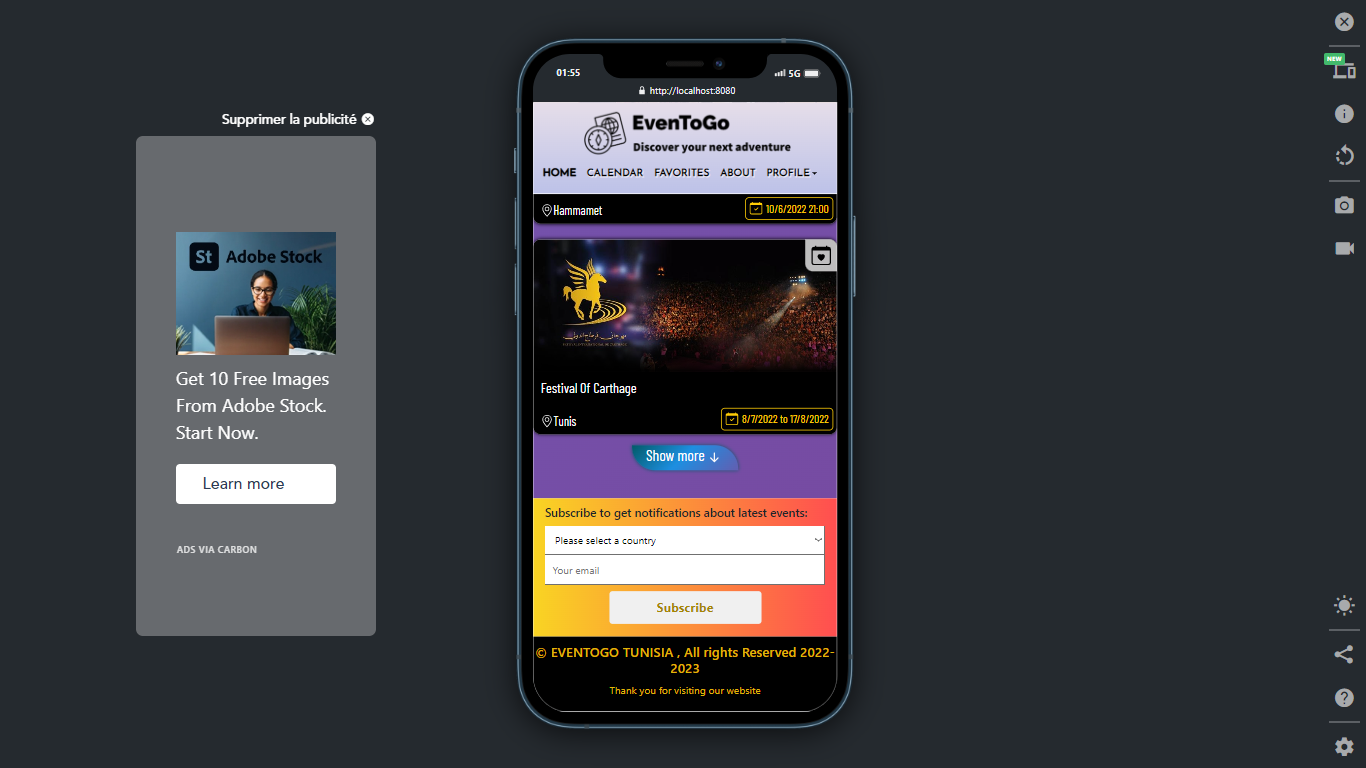 Supprimer la publicité
St Adobe Stock
Get 10 Free Images
From Adobe Stock.
Start Now.
Learn more
ADS VIA CARBON
01:55
5G
http://localhost:8080
EvenToGo
Discover your next adventure
HOME CALENDAR FAVORITES ABOUT PROFILE
Hammamet
10/6/2022 21:00
Festival Of Carthage
Tunis
8/7/2022 to 17/8/2022
Show more ↓
Subscribe to get notifications about latest events:
Please select a country
Your email
Subscribe
© EVENTOGO TUNISIA , All rights Reserved 2022-
2023
Thank you for visiting our website
NEW